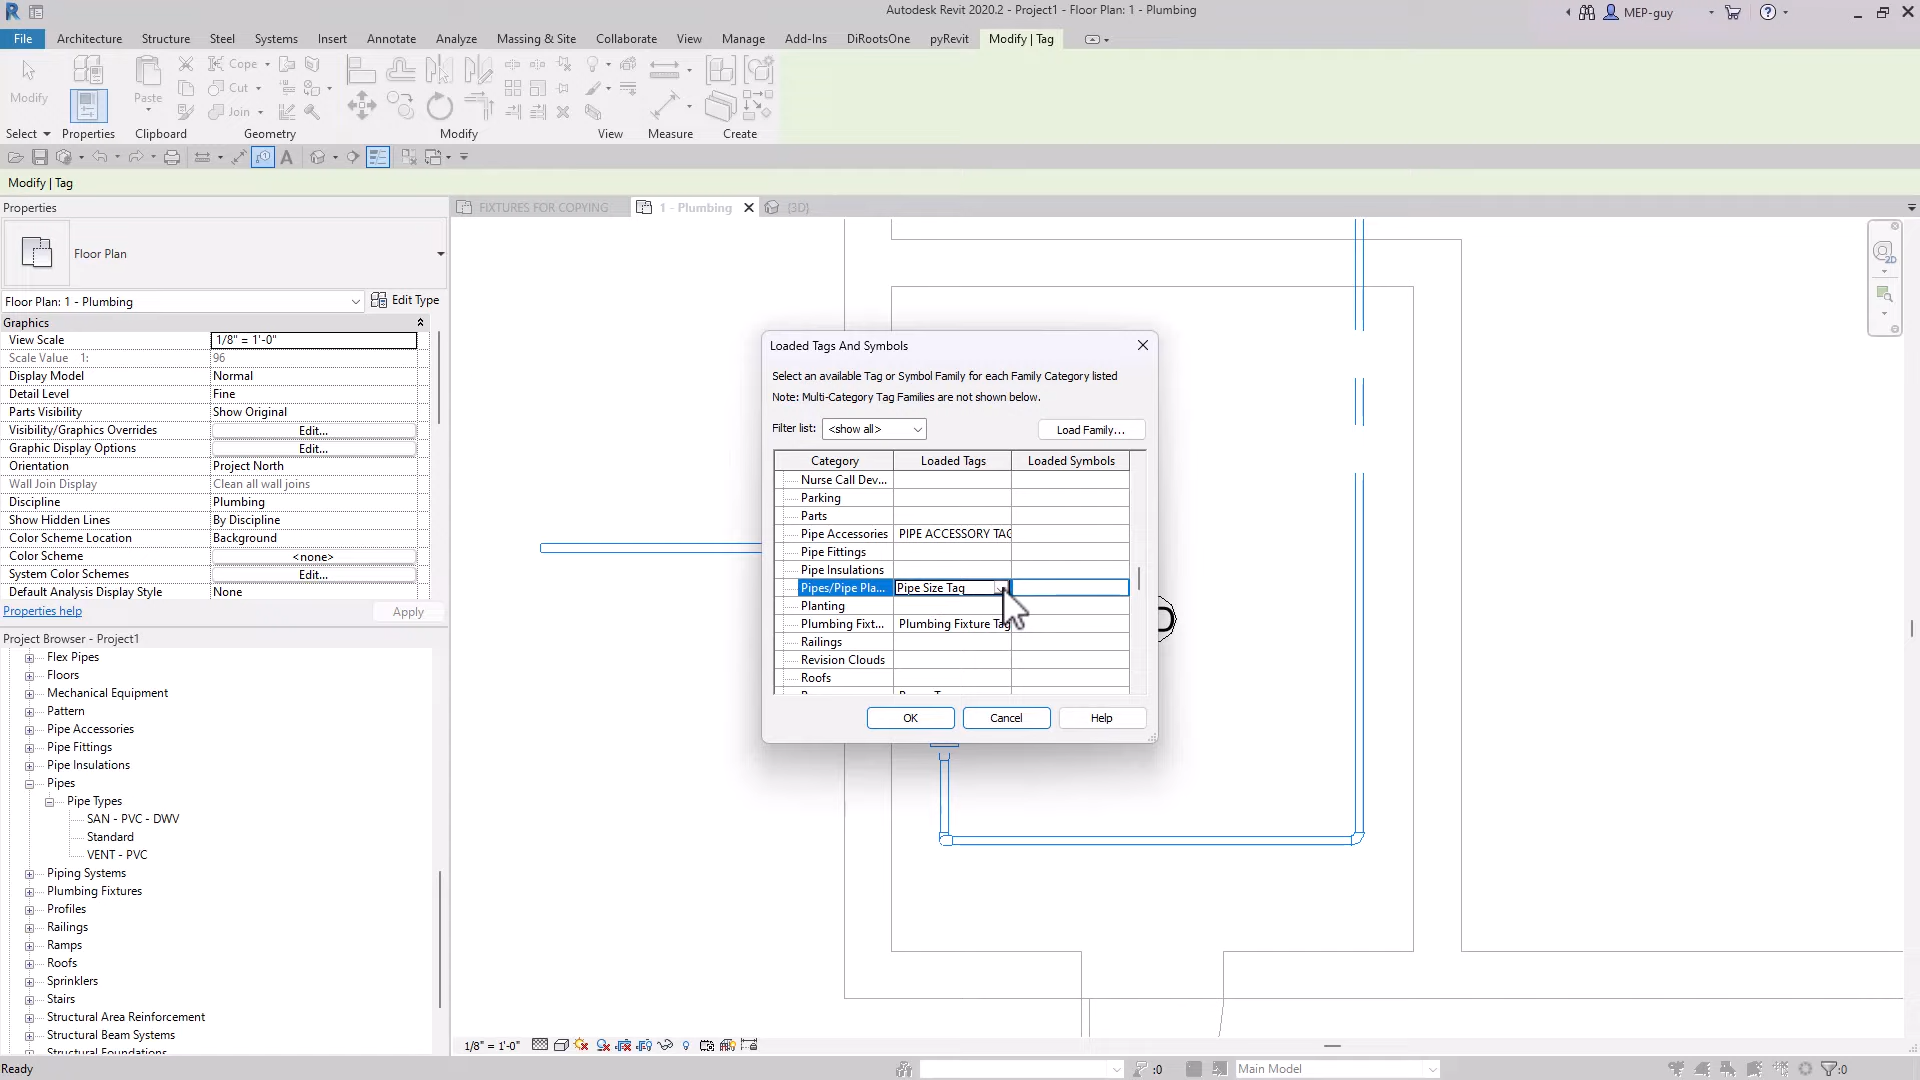 Autodesk Revit 2020.2 - Project1 - Floor Plan: 1 - Plumbing
MEP-guy
File Architecture Structure Steel Systems Insert Annotate Analyze Massing & Site Collaborate View Manage Add-Ins DiRootsOne pyRevit Modify | Tag
Modify
Paste
Cope
Cut
Join
Select Properties Clipboard Geometry Modify View Measure Create
Modify | Tag
Properties
FIXTURES FOR COPYING
1 - Plumbing
{3D}
Floor Plan
Floor Plan: 1 - Plumbing
Edit Type
Graphics
View Scale 1/8" = 1'-0"
Scale Value 1: 96
Display Model Normal
Detail Level Fine
Parts Visibility Show Original
Visibility/Graphics Overrides Edit...
Graphic Display Options Edit...
Orientation Project North
Wall Join Display Clean all wall joins
Discipline Plumbing
Show Hidden Lines By Discipline
Color Scheme Location Background
Color Scheme <none>
System Color Schemes Edit...
Default Analysis Display Style None
Properties help
Apply
Project Browser - Project1
Flex Pipes
Floors
Mechanical Equipment
Pattern
Pipe Accessories
Pipe Fittings
Pipe Insulations
Pipes
Pipe Types
SAN - PVC - DWV
Standard
VENT - PVC
Piping Systems
Plumbing Fixtures
Profiles
Railings
Ramps
Roofs
Sprinklers
Stairs
Structural Area Reinforcement
Structural Beam Systems
Structural Foundations
Loaded Tags And Symbols
Select an available Tag or Symbol Family for each Family Category listed
Note: Multi-Category Tag Families are not shown below.
Filter list: <show all> Load Family...
Category Loaded Tags Loaded Symbols
Nurse Call Dev...
Parking
Parts
Pipe Accessories PIPE ACCESSORY TAG
Pipe Fittings
Pipe Insulations
Pipes/Pipe Pla... Pipe Size Tag
Planting
Plumbing Fixt... Plumbing Fixture Tag
Railings
Revision Clouds
Roofs
OK Cancel Help
2D
1/8" = 1'-0"
Ready
:0
Main Model
:0